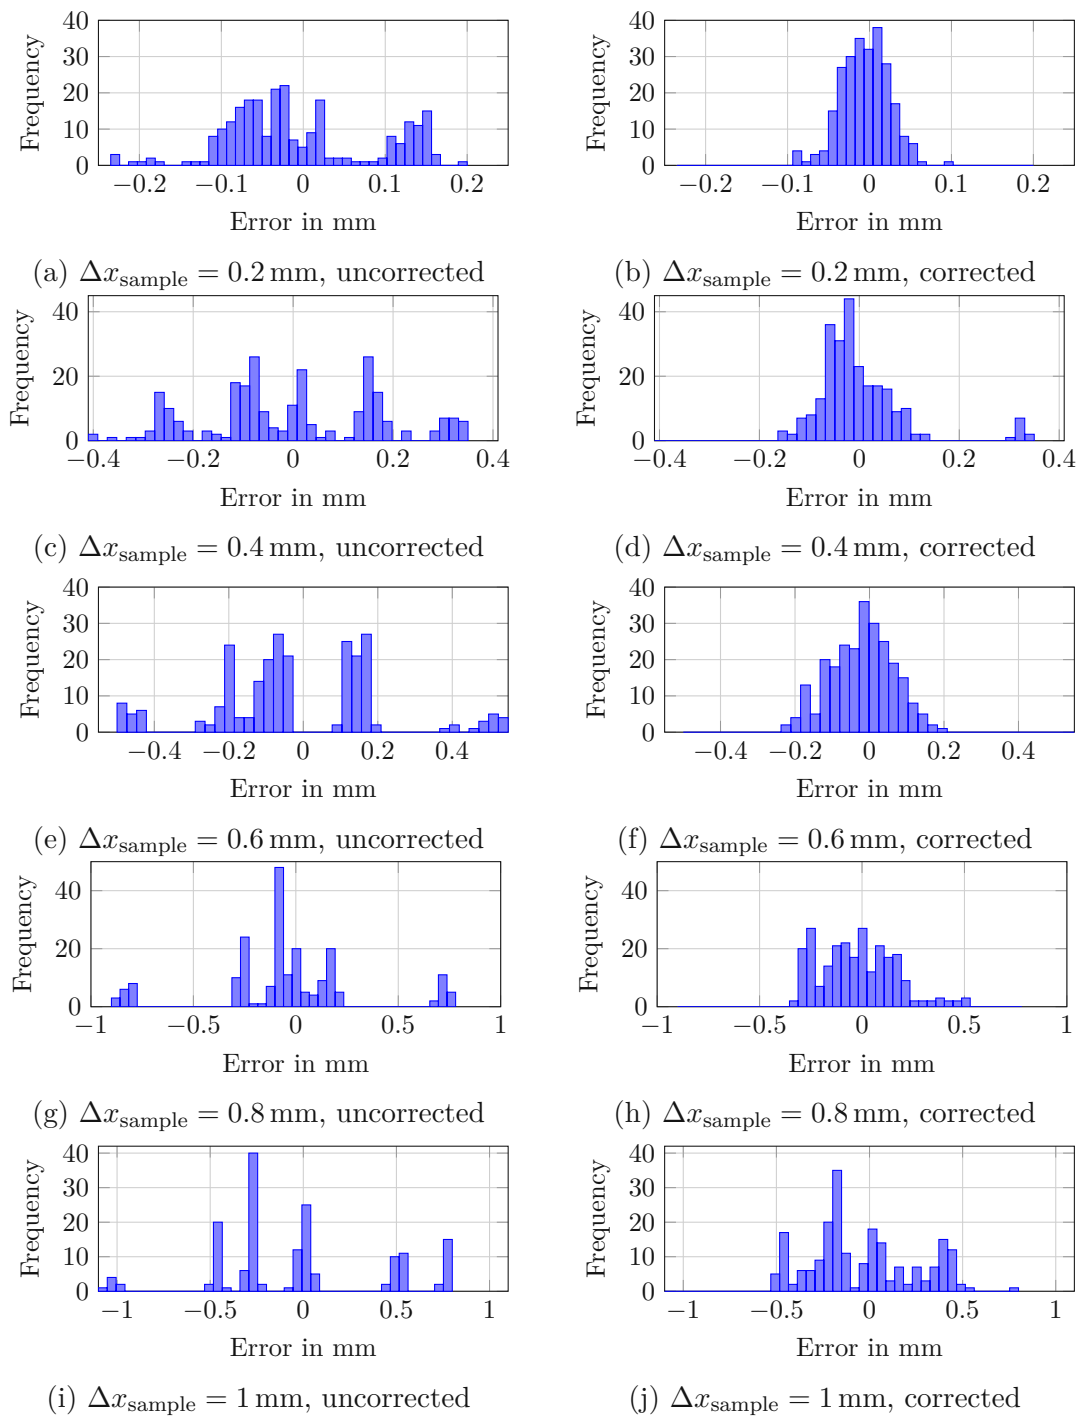 40
30
20
10
0
Frequency
−0.2 −0.1 0 0.1 0.2
Error in mm
(a) Δx_sample = 0.2 mm, uncorrected
40
30
20
10
0
Frequency
−0.2 −0.1 0 0.1 0.2
Error in mm
(b) Δx_sample = 0.2 mm, corrected
40
20
0
Frequency
−0.4 −0.2 0 0.2 0.4
Error in mm
(c) Δx_sample = 0.4 mm, uncorrected
40
20
0
Frequency
−0.4 −0.2 0 0.2 0.4
Error in mm
(d) Δx_sample = 0.4 mm, corrected
40
30
20
10
0
Frequency
−0.4 −0.2 0 0.2 0.4
Error in mm
(e) Δx_sample = 0.6 mm, uncorrected
40
30
20
10
0
Frequency
−0.4 −0.2 0 0.2 0.4
Error in mm
(f) Δx_sample = 0.6 mm, corrected
40
20
0
Frequency
−1 −0.5 0 0.5 1
Error in mm
(g) Δx_sample = 0.8 mm, uncorrected
40
20
0
Frequency
−1 −0.5 0 0.5 1
Error in mm
(h) Δx_sample = 0.8 mm, corrected
40
30
20
10
0
Frequency
−1 −0.5 0 0.5 1
Error in mm
(i) Δx_sample = 1 mm, uncorrected
40
30
20
10
0
Frequency
−1 −0.5 0 0.5 1
Error in mm
(j) Δx_sample = 1 mm, corrected